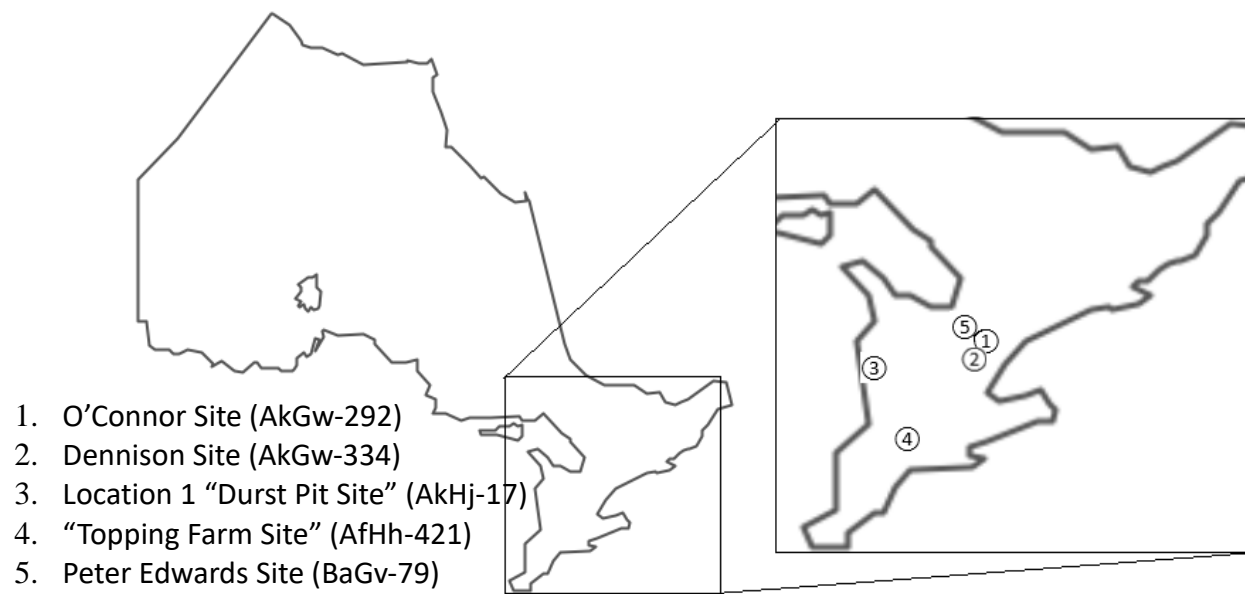 1. O’Connor Site (AkGw-292)
2. Dennison Site (AkGw-334)
3. Location 1 “Durst Pit Site” (AkHj-17)
4. “Topping Farm Site” (AfHh-421)
5. Peter Edwards Site (BaGv-79)
5
1
2
3
4